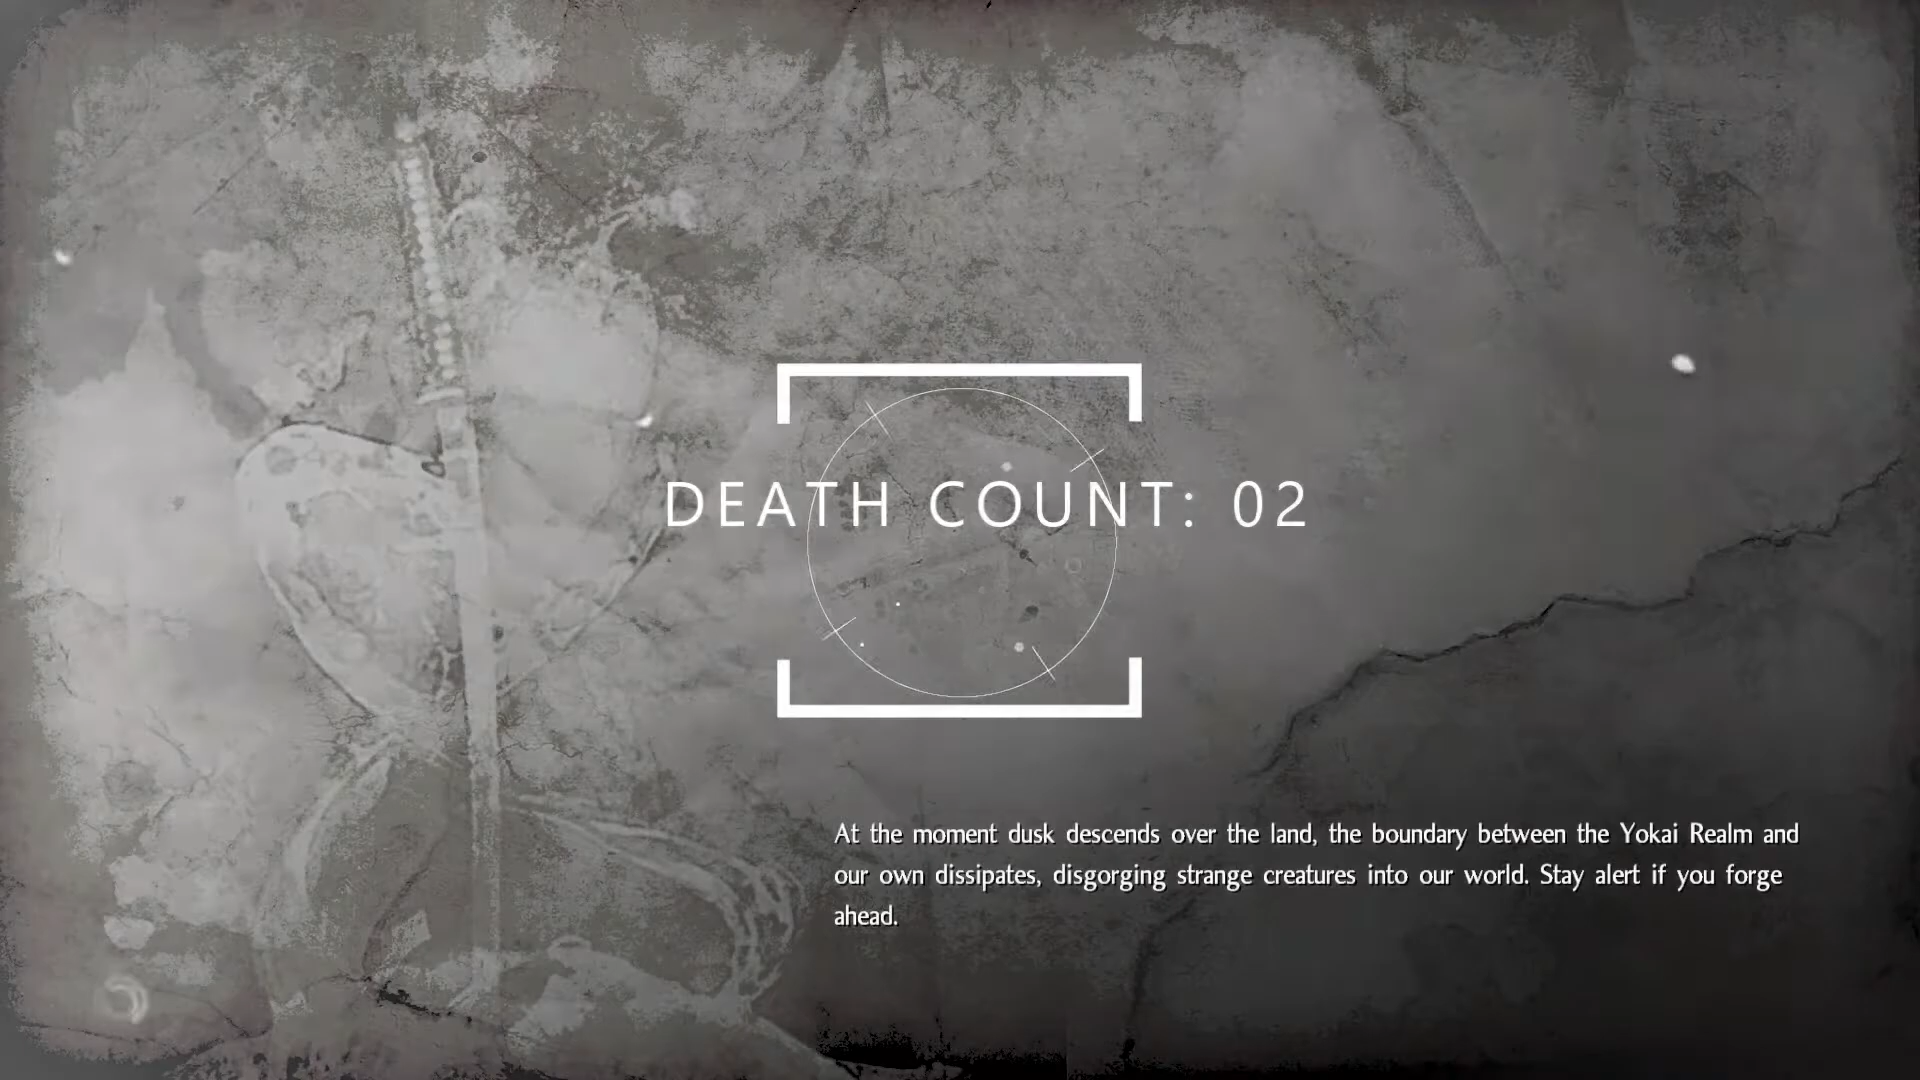 DEATH COUNT: 02
At the moment dusk descends over the land, the boundary between the Yokai Realm and
our own dissipates, disgorging strange creatures into our world. Stay alert if you forge
ahead.